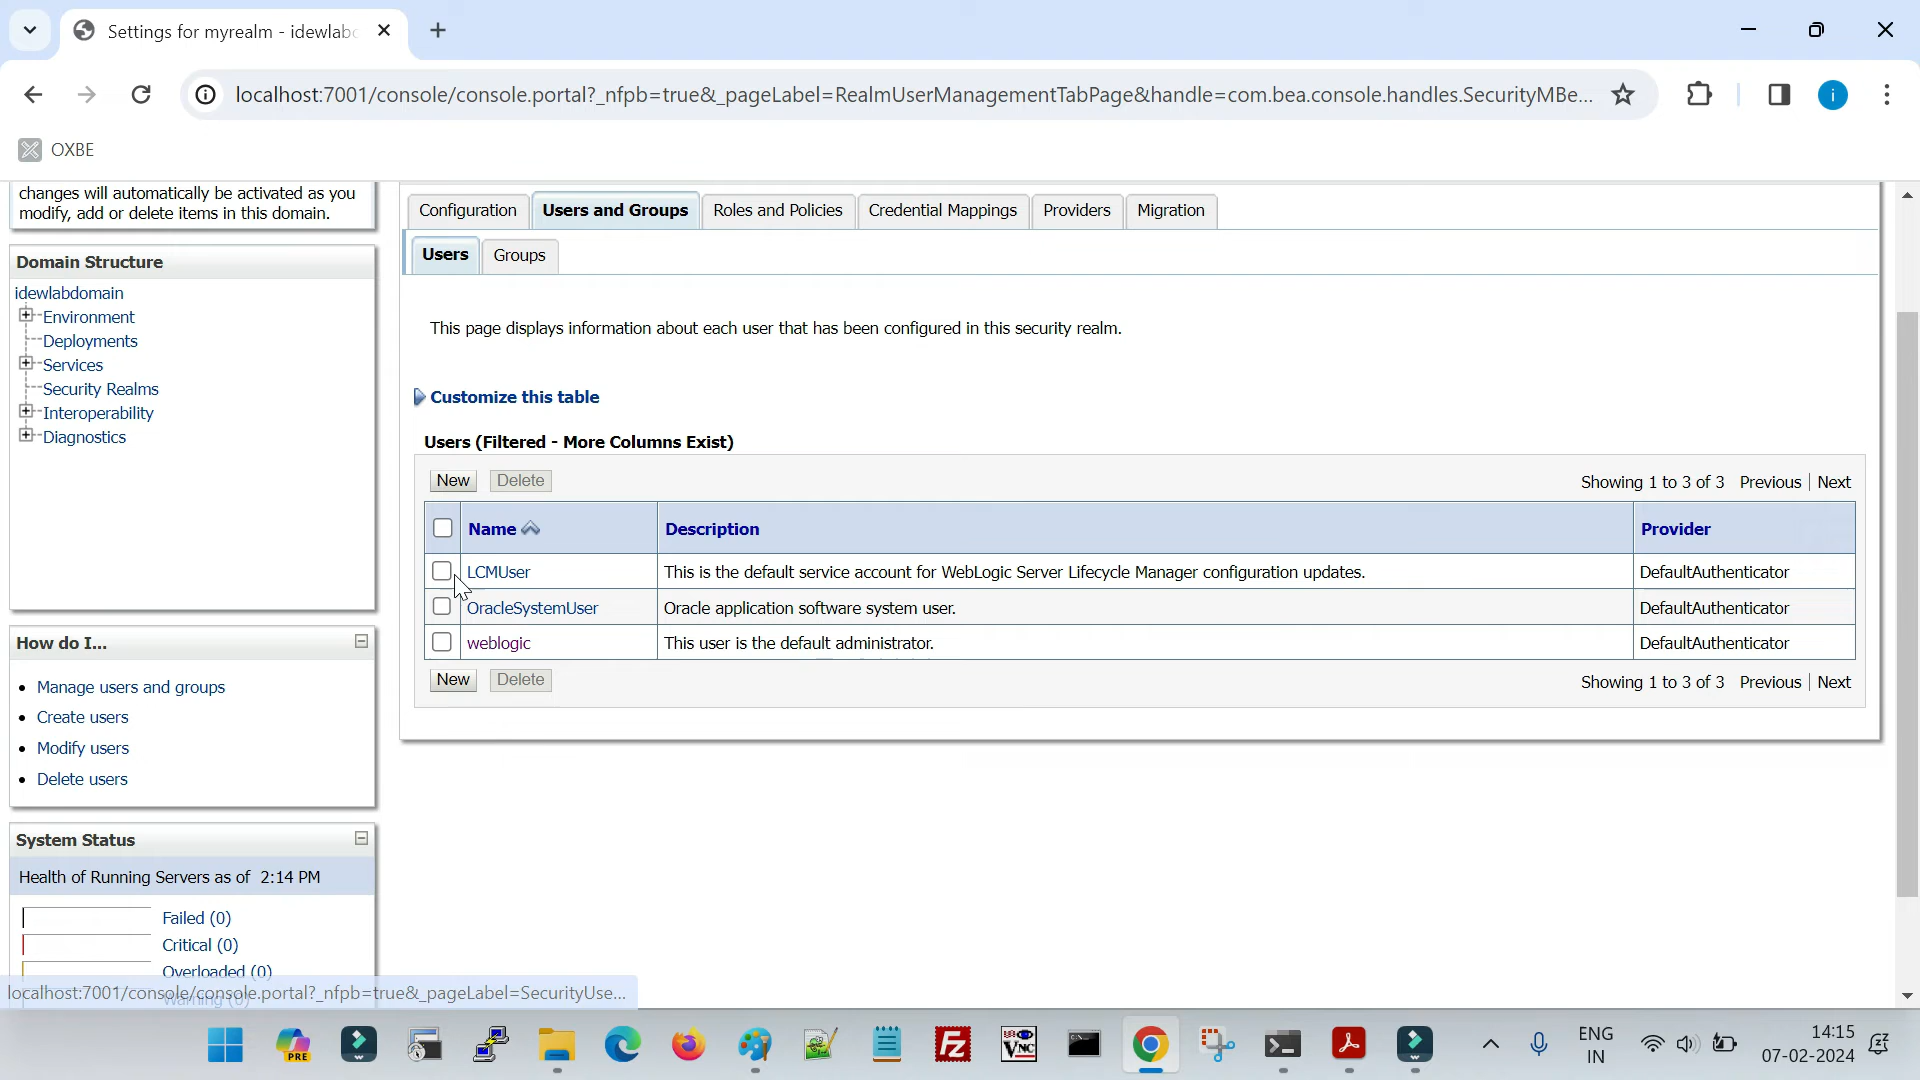 Settings for myrealm - idewlabc
localhost:7001/console/console.portal?_nfpb=true&_pageLabel=RealmUserManagementTabPage&handle=com.bea.console.handles.SecurityMBe...
i
OXBE
changes will automatically be activated as you
modify, add or delete items in this domain.
Domain Structure
idewlabdomain
Environment
Deployments
Services
Security Realms
Interoperability
Diagnostics
How do I...
Manage users and groups
Create users
Modify users
Delete users
System Status
Health of Running Servers as of 2:14 PM
Failed (0)
Critical (0)
Overloaded (0)
Warning (0)
localhost:7001/console/console.portal?_nfpb=true&_pageLabel=SecurityUse...
Configuration Users and Groups Roles and Policies Credential Mappings Providers Migration
Users Groups
This page displays information about each user that has been configured in this security realm.
Customize this table
Users (Filtered - More Columns Exist)
New Delete Showing 1 to 3 of 3 Previous | Next
Name Description Provider
LCMUser This is the default service account for WebLogic Server Lifecycle Manager configuration updates. DefaultAuthenticator
OracleSystemUser Oracle application software system user. DefaultAuthenticator
weblogic This user is the default administrator. DefaultAuthenticator
New Delete Showing 1 to 3 of 3 Previous | Next
PRE
FZ
VNC
ENG
IN
14:15
07-02-2024